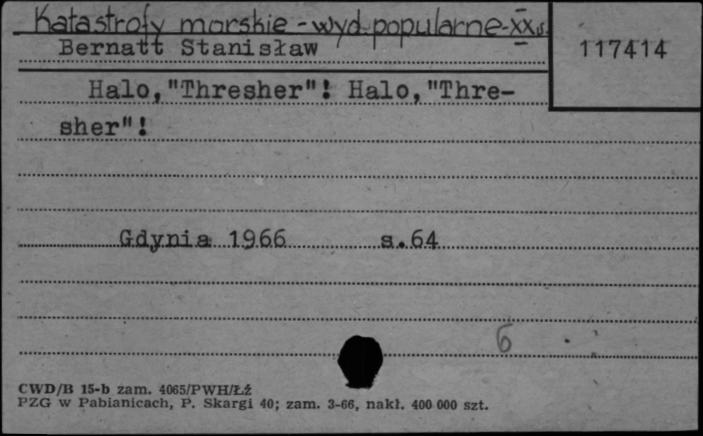 Katastrofy morskie - wyd. popularne - XX w.
Bernatt Stanisław
117414
Halo, "Thresher"! Halo, "Thre-
sher"!
Gdynia 1966 s. 64
6
CWD/B 15-b zam. 4065/PWH/Łź
PZG w Pabianicach, P. Skargi 40; zam. 3-66, nakł. 400 000 szt.